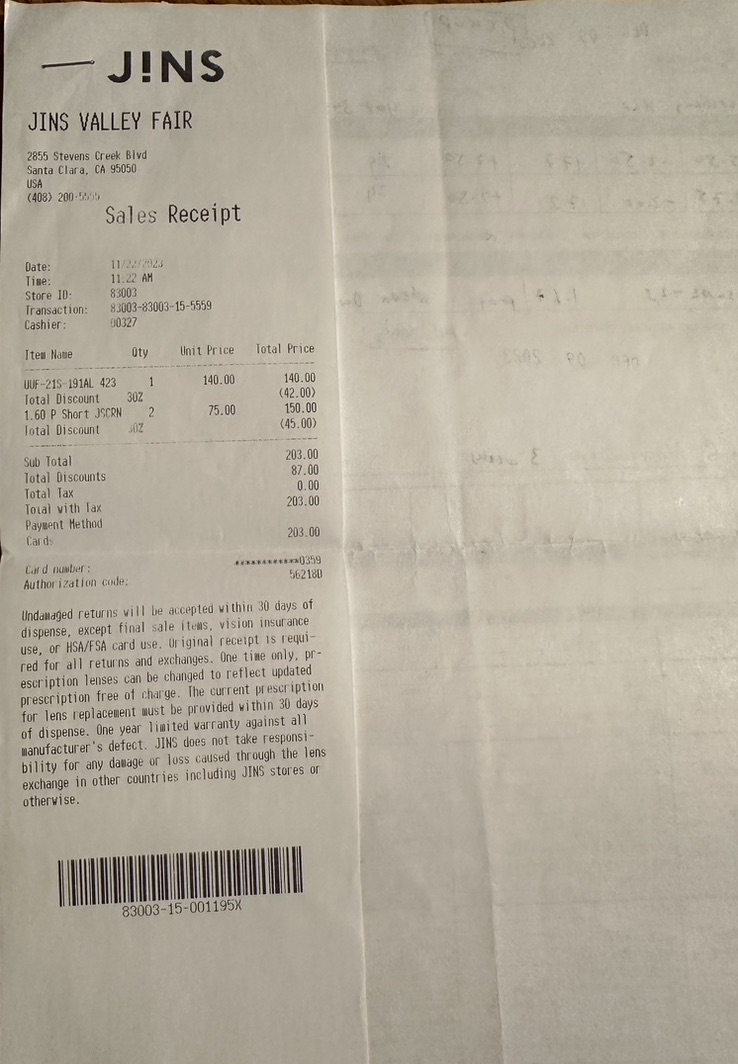 J!NS
JINS VALLEY FAIR
2855 Stevens Creek Blvd
Santa Clara, CA 95050
USA
(408) 200-5555
Sales Receipt
Date: 11/22/2023
Time: 11:22 AM
Store ID: 83003
Transaction: 83003-83003-15-5559
Cashier: 00327
Item Name Qty Unit Price Total Price
UUF-21S-191AL 423 1 140.00 140.00
Total Discount 30% (42.00)
1.60 P Short JSCRN 2 75.00 150.00
Total Discount 30% (45.00)
Sub Total 203.00
Total Discounts 87.00
Total Tax 0.00
Total with Tax 203.00
Payment Method
Cards 203.00
Card number: ************0359
Authorization code: 56218D
Undamaged returns will be accepted within 30 days of
dispense, except final sale items, vision insurance
use, or HSA/FSA card use. Original receipt is requi-
red for all returns and exchanges. One time only, pr-
escription lenses can be changed to reflect updated
prescription free of charge. The current prescription
for lens replacement must be provided within 30 days
of dispense. One year limited warranty against all
manufacturer's defect. JINS does not take responsi-
bility for any damage or loss caused through the lens
exchange in other countries including JINS stores or
otherwise.
83003-15-001195X